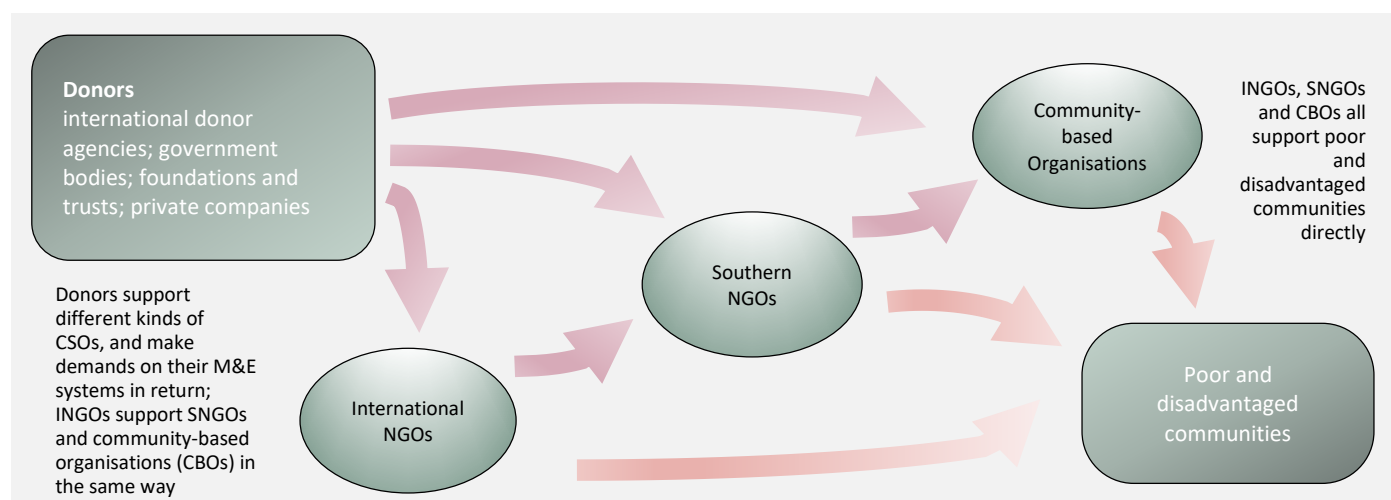 Donors
international donor
agencies; government
bodies; foundations and
trusts; private companies
Community-
based
Organisations
INGOs, SNGOs
and CBOs all
support poor
and
disadvantaged
communities
directly
Southern
NGOs
Donors support
different kinds of
CSOs, and make
demands on their M&E
systems in return;
INGOs support SNGOs
and community-based
organisations (CBOs) in
the same way
International
NGOs
Poor and
disadvantaged
communities